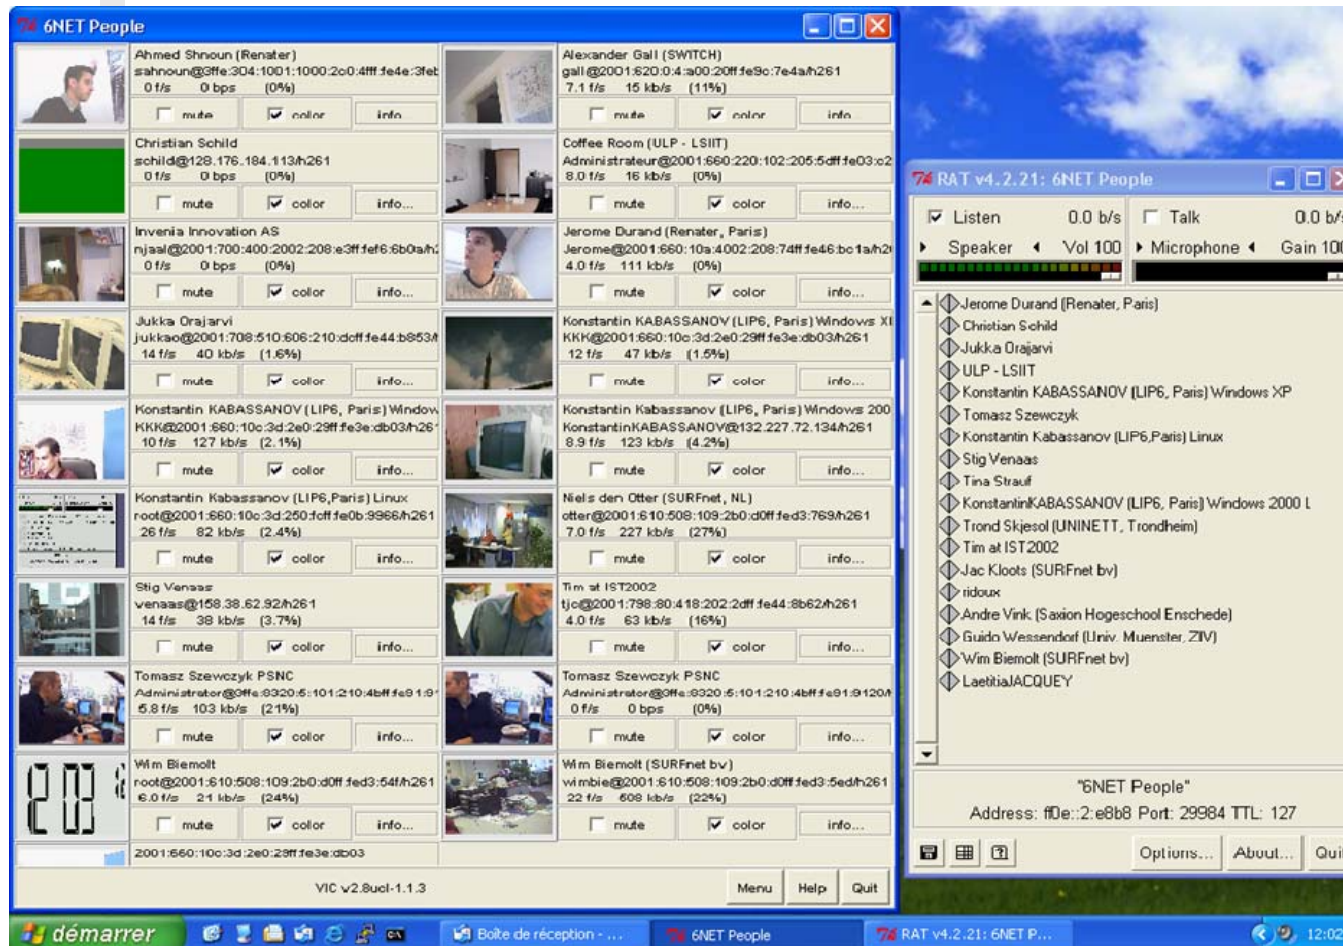 6NET People
Ahmed Shnoun (Renater)
sahnoun@3ffe:304:1001:1000:2c0:4fff:fe4e:3feb
0 f/s 0 bps (0%)
mute color info
Alexander Gall (SWITCH)
gall@2001:620:0:4:a00:20ff:fe9c:7e4a/h261
7.1 f/s 15 kb/s (11%)
mute color info
Christian Schild
schild@128.176.184.113/h261
0 f/s 0 bps (0%)
mute color info...
Coffee Room (ULP - LSIIT)
Administrateur@2001:660:220:102:205:5dff:fe03:c2
8.0 f/s 16 kb/s (0%)
mute color info...
Invenia Innovation AS
njaal@2001:700:400:2002:208:e3ff:fef6:6b0a/h2
0 f/s 0 bps (0%)
mute color info...
Jerome Durand (Renater, Paris)
Jerome@2001:660:10a:4002:208:74ff:fe46:bc1a/h2
4.0 f/s 111 kb/s (0%)
mute color info...
Jukka Orajarvi
jukkao@2001:708:510:606:210:dcff:fe44:b853/h
14 f/s 40 kb/s (1.6%)
mute color info...
Konstantin KABASSANOV (LIP6, Paris) Windows XI
KKK@2001:660:10c:3d:2e0:29ff:fe3e:db03/h261
12 f/s 47 kb/s (1.5%)
mute color info...
Konstantin KABASSANOV (LIP6, Paris) Window
KKK@2001:660:10c:3d:2e0:29ff:fe3e:db03/h26
10 f/s 127 kb/s (2.1%)
mute color info...
Konstantin Kabassanov (LIP6, Paris) Windows 200
KonstantinKABASSANOV@132.227.72.134/h261
8.9 f/s 123 kb/s (4.2%)
mute color info...
Konstantin Kabassanov (LIP6,Paris) Linux
root@2001:660:10c:3d:250:fcff:fe0b:9966/h261
26 f/s 82 kb/s (2.4%)
mute color info...
Niels den Otter (SURFnet, NL)
otter@2001:610:508:109:2b0:d0ff:fed3:769/h261
7.0 f/s 227 kb/s (27%)
mute color info...
Stig Venaas
venaas@158.38.62.92/h261
14 f/s 38 kb/s (3.7%)
mute color info...
Tim at IST2002
tjc@2001:798:80:418:202:2dff:fe44:8b62/h261
4.0 f/s 63 kb/s (16%)
mute color info...
Tomasz Szewczyk PSNC
Administrator@3ffe:8320:5:101:210:4bff:fe91:9
5.8 f/s 103 kb/s (21%)
mute color info...
Tomasz Szewczyk PSNC
Administrator@3ffe:8320:5:101:210:4bff:fe91:9120/h
0 f/s 0 bps (0%)
mute color info...
Wim Biemolt
root@2001:610:508:109:2b0:d0ff:fed3:54f/h261
6.0 f/s 21 kb/s (24%)
mute color info...
Wim Biemolt (SURFnet bv)
wimbie@2001:610:508:109:2b0:d0ff:fed3:5ed/h261
22 f/s 608 kb/s (22%)
mute color info...
2001:660:10c:3d:2e0:29ff:fe3e:db03
VIC v2.8ucl-1.1.3 Menu Help Quit
RAT v4.2.21: 6NET People
Listen 0.0 b/s Talk 0.0 b/s
Speaker Vol 100 Microphone Gain 100
Jerome Durand (Renater, Paris)
Christian Schild
Jukka Orajarvi
ULP - LSIIT
Konstantin KABASSANOV (LIP6, Paris) Windows XP
Tomasz Szewczyk
Konstantin Kabassanov (LIP6,Paris) Linux
Stig Venaas
Tina Strauf
KonstantinKABASSANOV (LIP6, Paris) Windows 2000 L
Trond Skjesol (UNINETT, Trondheim)
Tim at IST2002
Jac Kloots (SURFnet bv)
ridoux
Andre Vink (Saxion Hogeschool Enschede)
Guido Wessendorf (Univ. Muenster, ZIV)
Wim Biemolt (SURFnet bv)
LaetitiaJACQUEY
"6NET People"
Address: ff0e::2:e8b8 Port: 29984 TTL: 127
Options... About... Qui
démarrer Boîte de réception - ... 6NET People RAT v4.2.21: 6NET P... 12:02